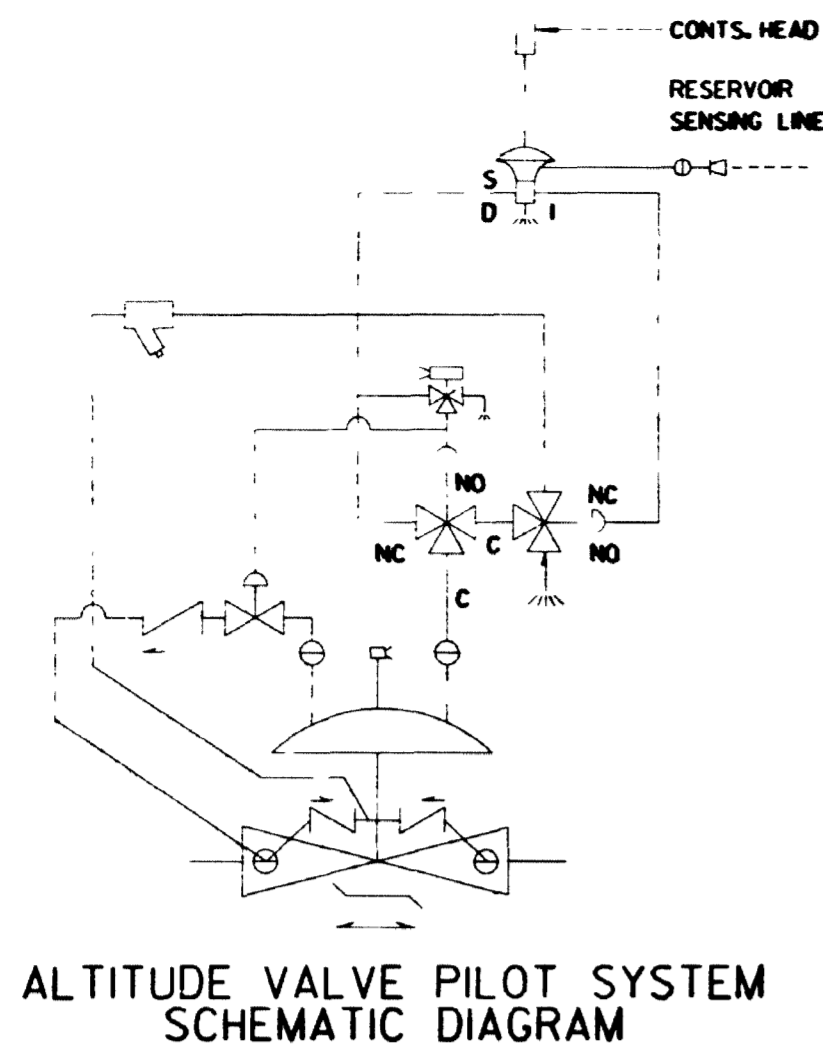 CONTS. HEAD
RESERVOIR
SENSING LINE
S
D
I
NO
NC
NC
C
NO
C
ALTITUDE VALVE PILOT SYSTEM
SCHEMATIC DIAGRAM